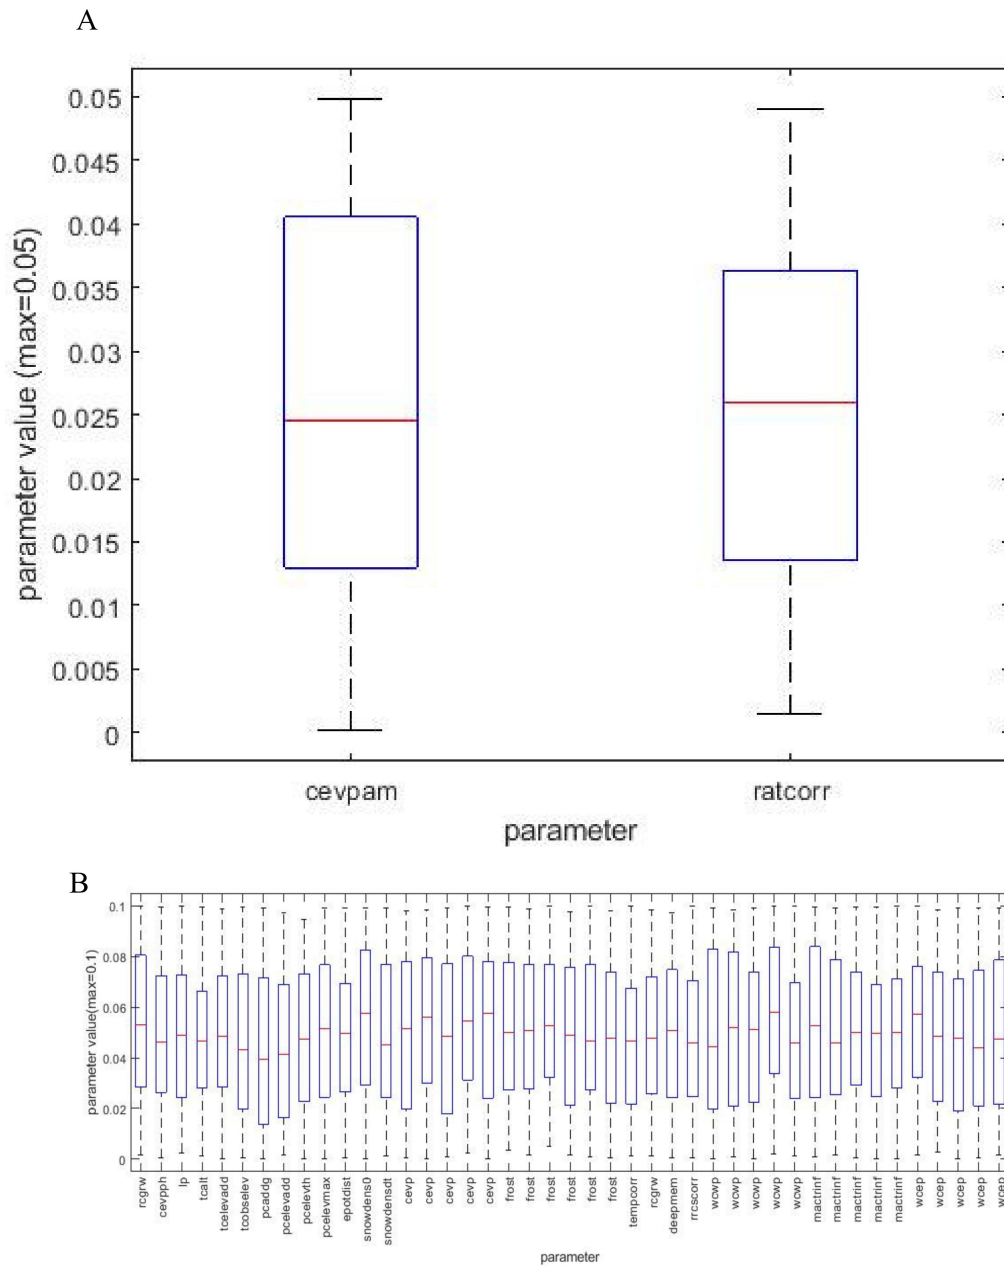 A
0.05
0.045
0.04
0.035
0.03
0.025
0.02
0.015
0.01
0.005
0
parameter value (max=0.05)
cevpam
ratcorr
parameter
B
0.1
0.08
0.06
0.04
0.02
0
parameter value(max=0.1)
rcgrw
cevpph
lp
tcalt
tcelevadd
tcobselev
pcaddg
pcelevadd
pcelevth
pcelevmax
epotdist
snowdens0
snowdensdt
cevp
cevp
cevp
cevp
cevp
frost
frost
frost
frost
frost
frost
tempcorr
rcgrw
deepmem
rrcscorr
wcwp
wcwp
wcwp
wcwp
wcwp
mactrinf
mactrinf
mactrinf
mactrinf
mactrinf
wcep
wcep
wcep
wcep
wcep
parameter